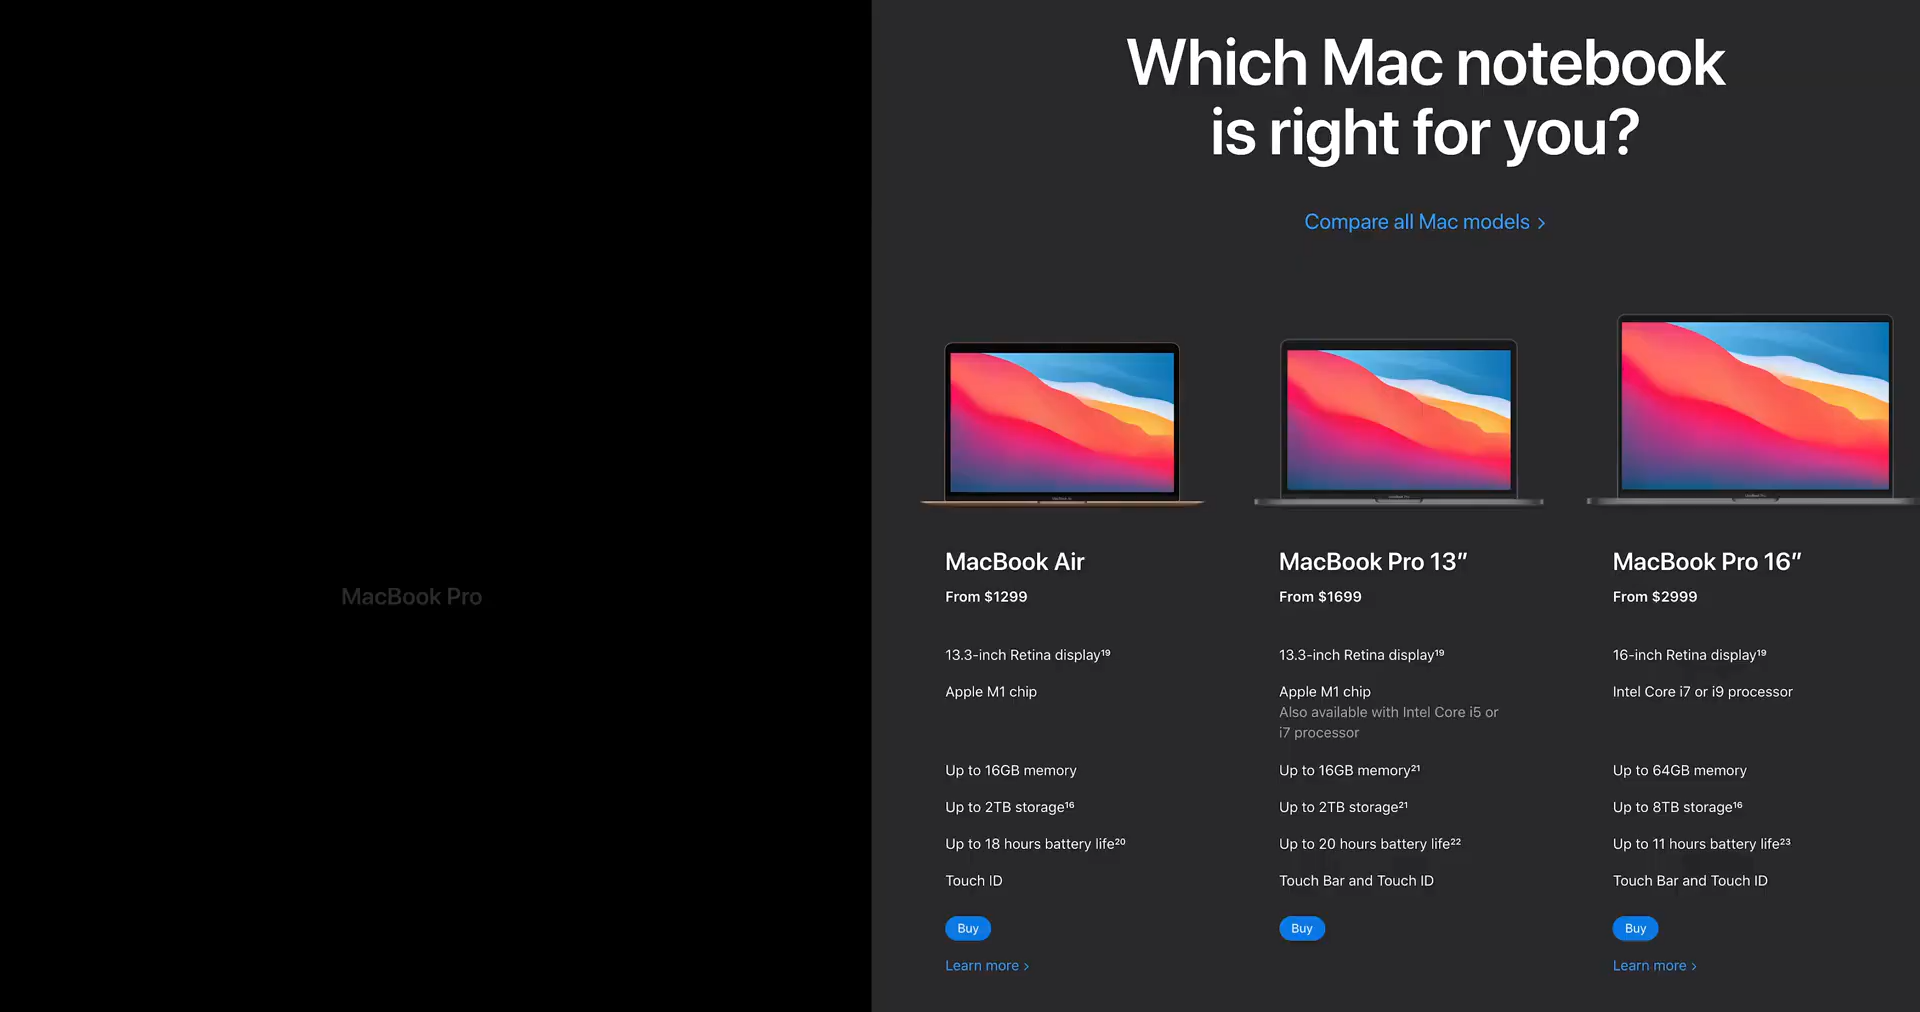 MacBook Pro
Which Mac notebook
is right for you?
Compare all Mac models >
MacBook Air
From $1299
13.3-inch Retina display¹⁹
Apple M1 chip
Up to 16GB memory
Up to 2TB storage¹⁶
Up to 18 hours battery life²⁰
Touch ID
Buy
Learn more >
MacBook Pro 13″
From $1699
13.3-inch Retina display¹⁹
Apple M1 chip
Also available with Intel Core i5 or
i7 processor
Up to 16GB memory²¹
Up to 2TB storage²¹
Up to 20 hours battery life²²
Touch Bar and Touch ID
Buy
MacBook Pro 16″
From $2999
16-inch Retina display¹⁹
Intel Core i7 or i9 processor
Up to 64GB memory
Up to 8TB storage¹⁶
Up to 11 hours battery life²³
Touch Bar and Touch ID
Buy
Learn more >